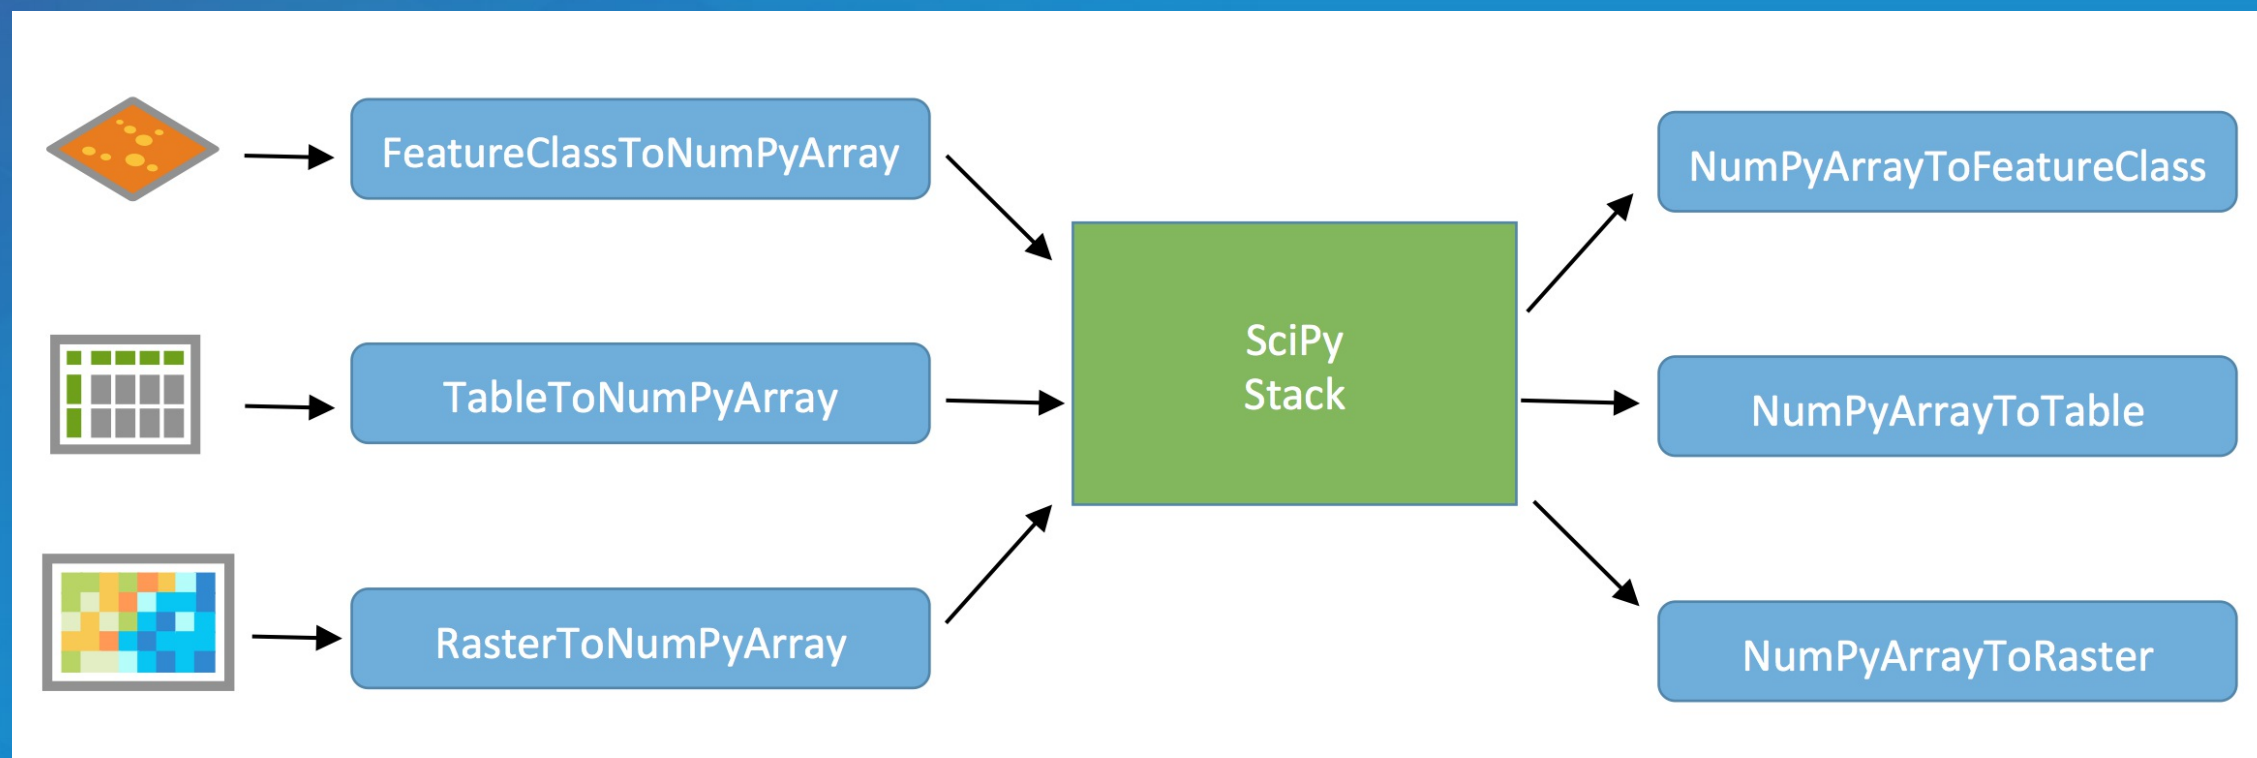 FeatureClassToNumPyArray
TableToNumPyArray
RasterToNumPyArray
SciPy
Stack
NumPyArrayToFeatureClass
NumPyArrayToTable
NumPyArrayToRaster